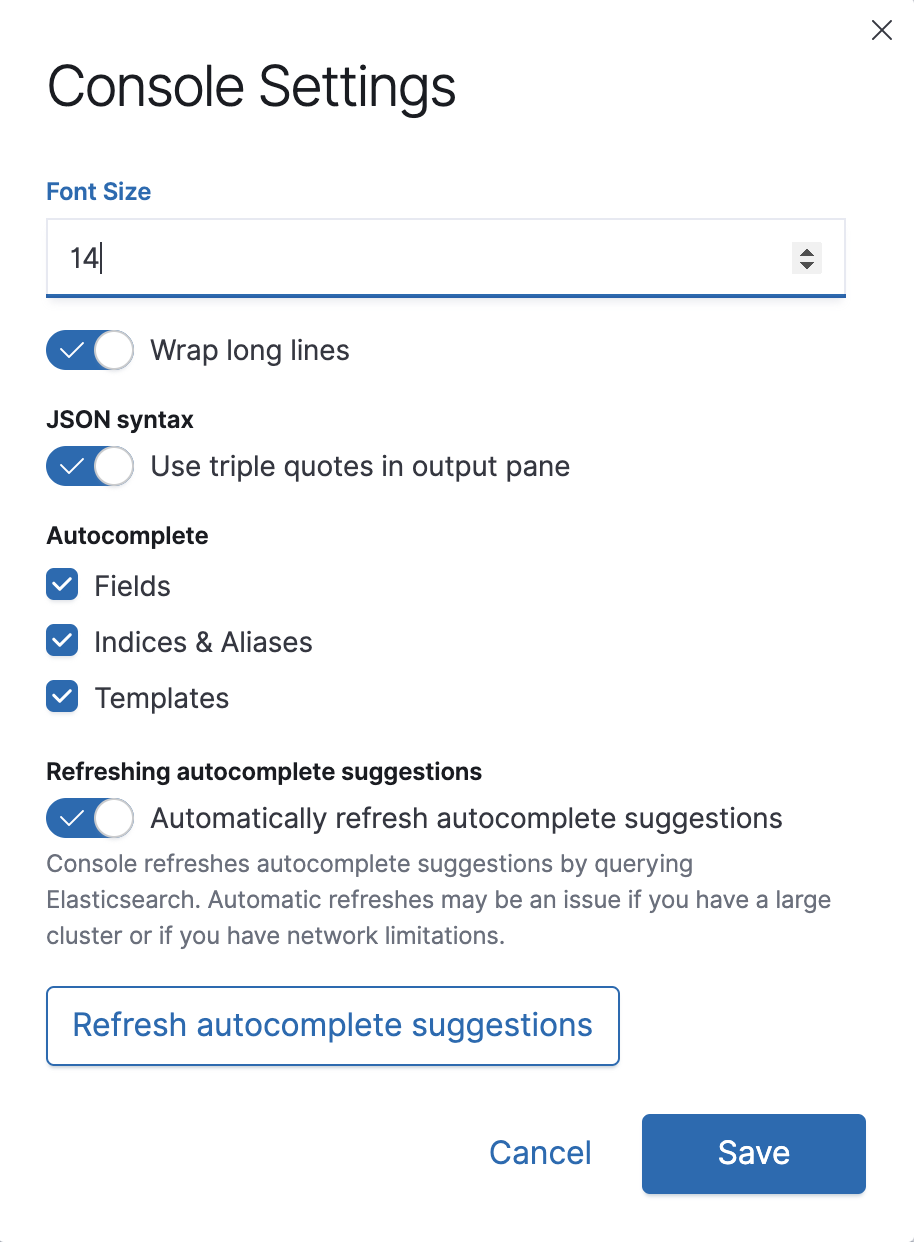 Console Settings
Font Size
14
Wrap long lines
JSON syntax
Use triple quotes in output pane
Autocomplete
Fields
Indices & Aliases
Templates
Refreshing autocomplete suggestions
Automatically refresh autocomplete suggestions
Console refreshes autocomplete suggestions by querying
Elasticsearch. Automatic refreshes may be an issue if you have a large
cluster or if you have network limitations.
Refresh autocomplete suggestions
Cancel
Save